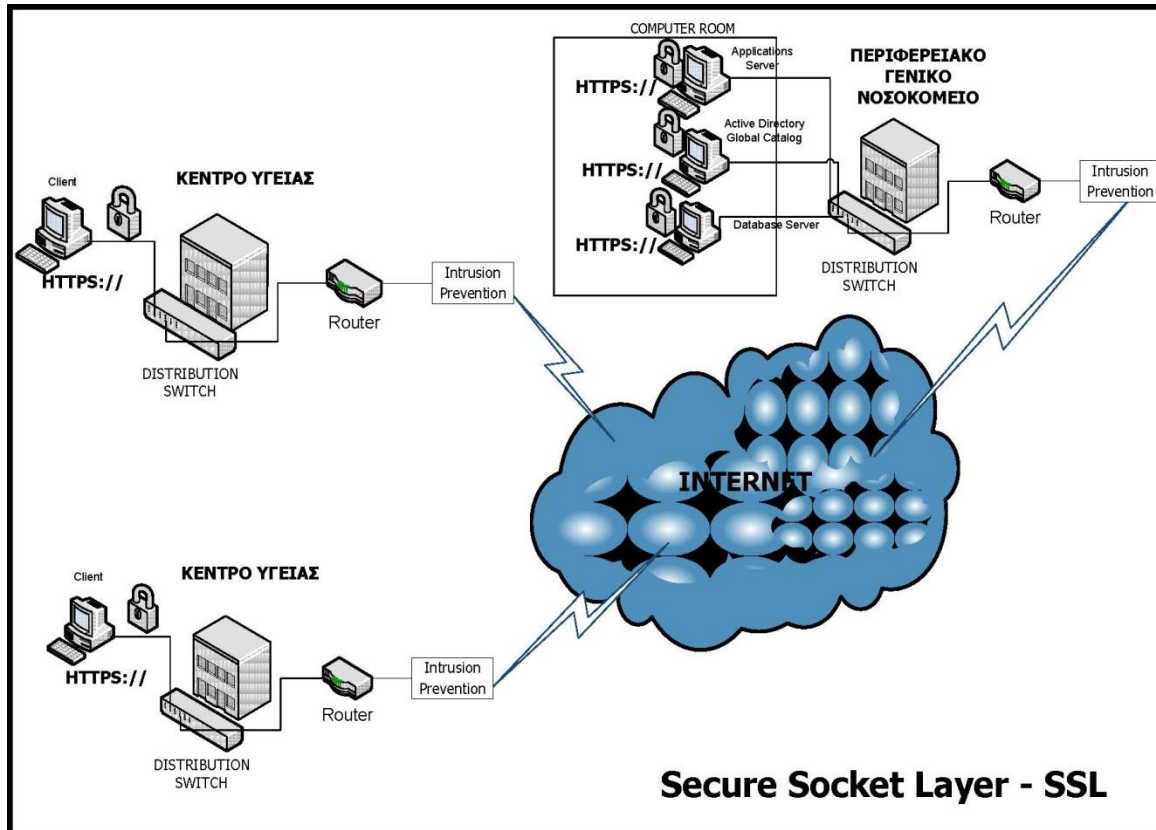 COMPUTER ROOM
Applications
Server
HTTPS://
Active Directory
Global Catalog
HTTPS://
Database Server
HTTPS://
ΠΕΡΙΦΕΡΕΙΑΚΟ
ΓΕΝΙΚΟ
ΝΟΣΟΚΟΜΕΙΟ
DISTRIBUTION
SWITCH
Router
Intrusion
Prevention
Client
ΚΕΝΤΡΟ ΥΓΕΙΑΣ
HTTPS://
DISTRIBUTION
SWITCH
Router
Intrusion
Prevention
INTERNET
Client
ΚΕΝΤΡΟ ΥΓΕΙΑΣ
HTTPS://
DISTRIBUTION
SWITCH
Router
Intrusion
Prevention
Secure Socket Layer - SSL